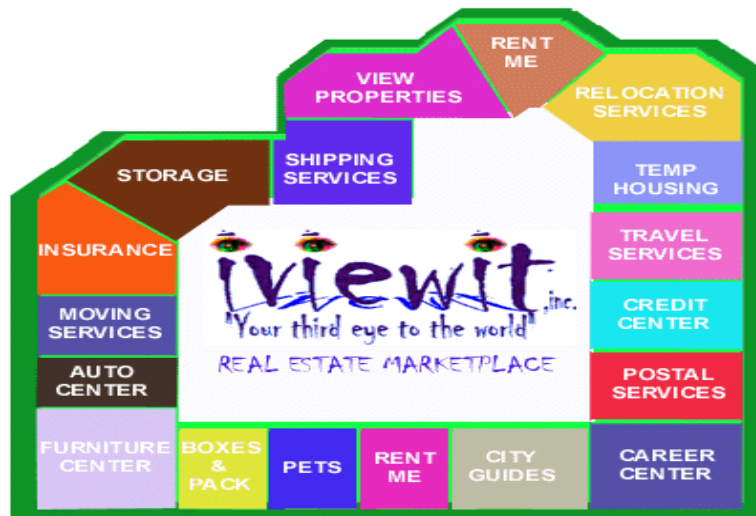 RENT
ME
VIEW
PROPERTIES
RELOCATION
SERVICES
STORAGE
SHIPPING
SERVICES
TEMP
HOUSING
INSURANCE
TRAVEL
SERVICES
iviewit, inc.
"Your third eye to the world"
REAL ESTATE MARKETPLACE
MOVING
SERVICES
CREDIT
CENTER
AUTO
CENTER
POSTAL
SERVICES
FURNITURE
CENTER
BOXES
&
PACK
PETS
RENT
ME
CITY
GUIDES
CAREER
CENTER